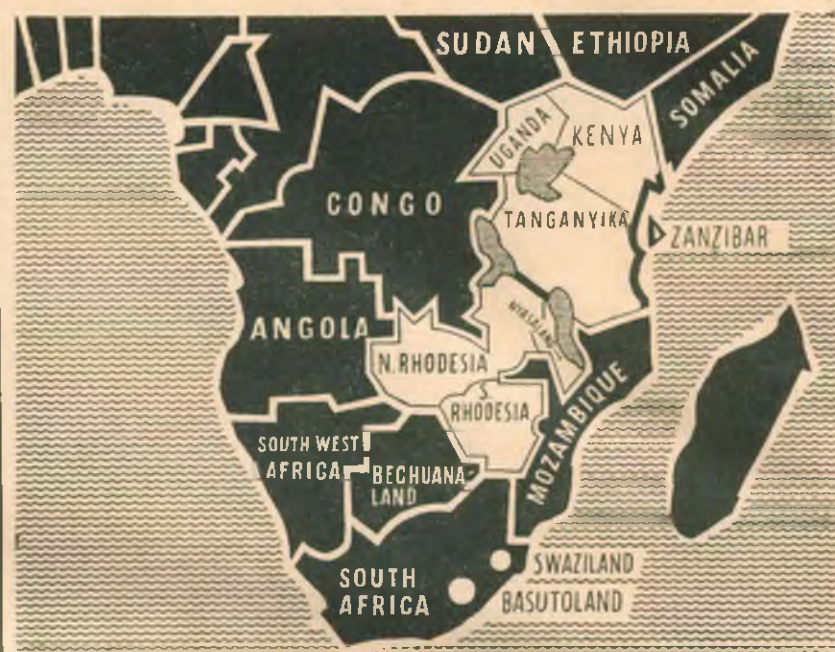 SUDAN
ETHIOPIA
SOMALIA
UGANDA
KENYA
CONGO
TANGANYIKA
ZANZIBAR
ANGOLA
NYASALAND
N. RHODESIA
S.
RHODESIA
MOZAMBIQUE
SOUTH WEST
AFRICA
BECHUANA
LAND
SWAZILAND
SOUTH
AFRICA
BASUTOLAND